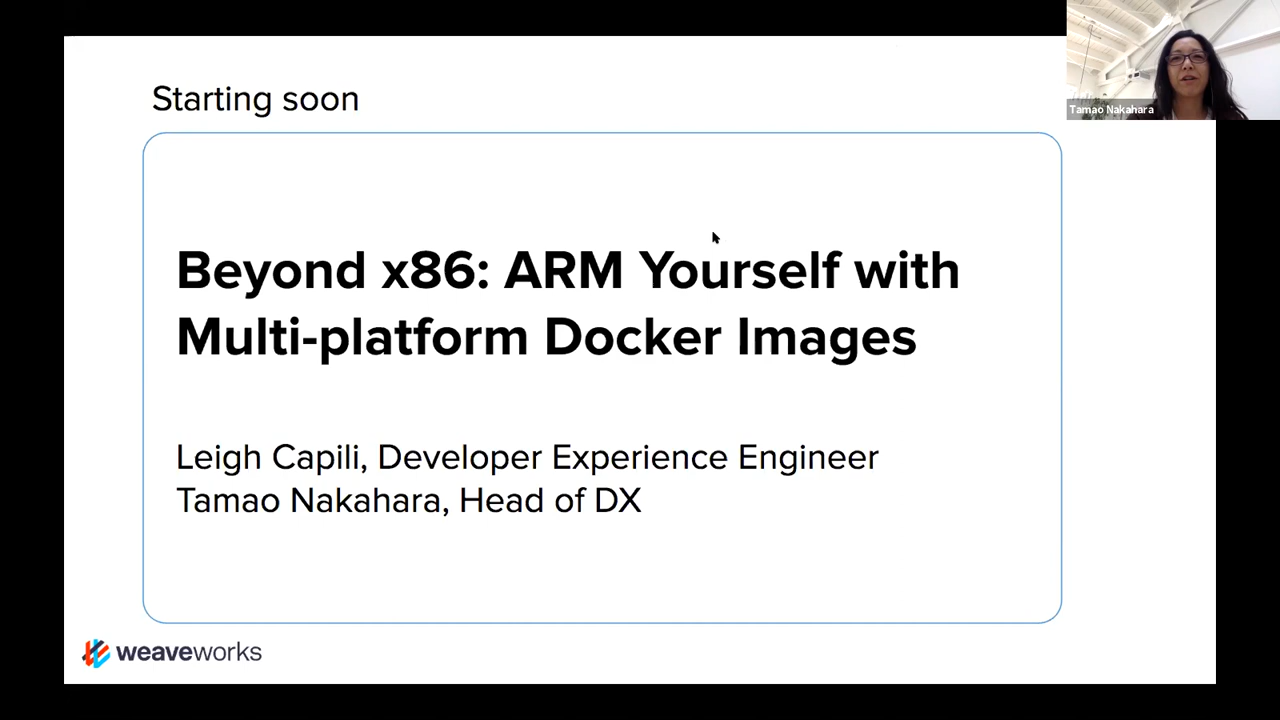 Starting soon
Tamao Nakahara
Beyond x86: ARM Yourself with
Multi-platform Docker Images
Leigh Capili, Developer Experience Engineer
Tamao Nakahara, Head of DX
weaveworks